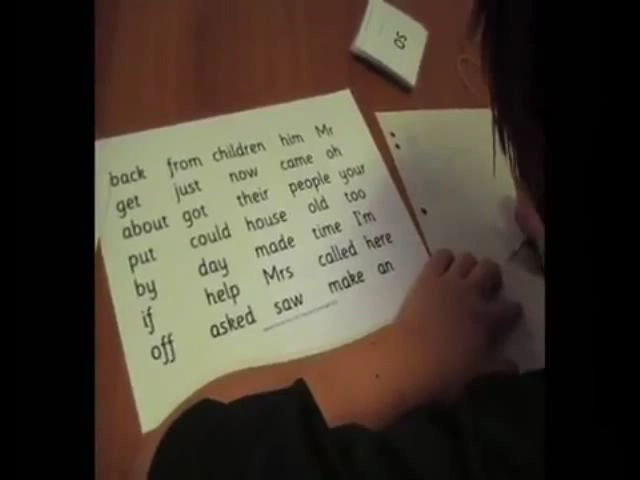 back from children him Mr
get just now came oh
about got their people your
put could house old too
by day made time I'm
if help Mrs called here
off asked saw make an